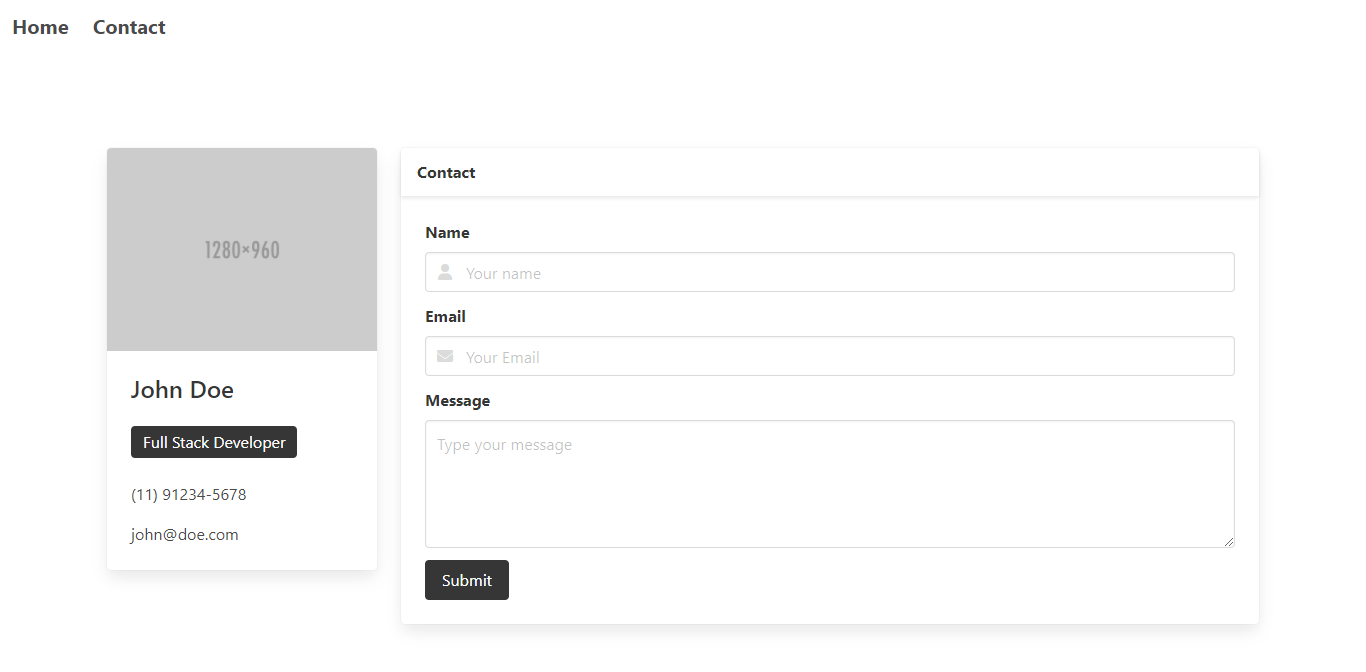 Home Contact
1280×960
John Doe
Full Stack Developer
(11) 91234-5678
john@doe.com
Contact
Name
Your name
Email
Your Email
Message
Type your message
Submit